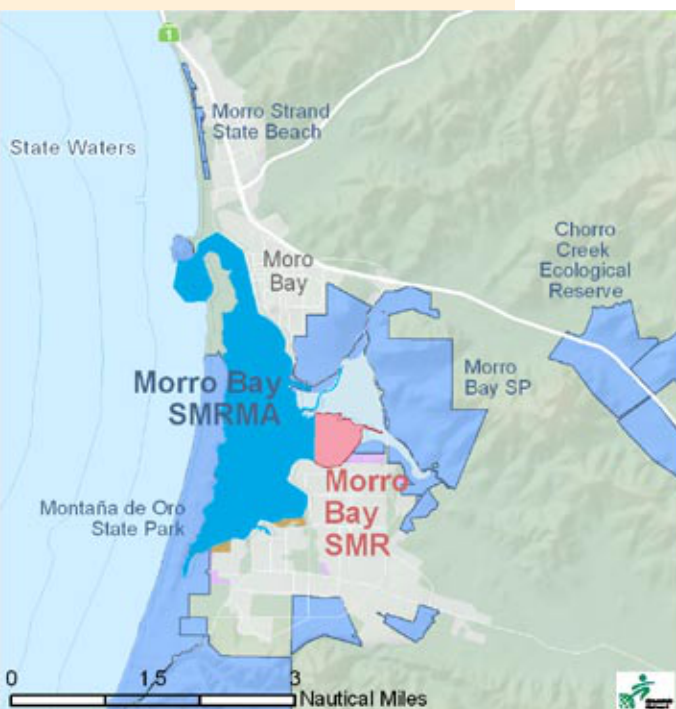 1
Morro Strand
State Beach
State Waters
Chorro
Creek
Ecological
Reserve
Moro
Bay
Morro
Bay SP
Morro Bay
SMRMA
Morro
Bay
SMR
Montaña de Oro
State Park
0 1.5 3
Nautical Miles